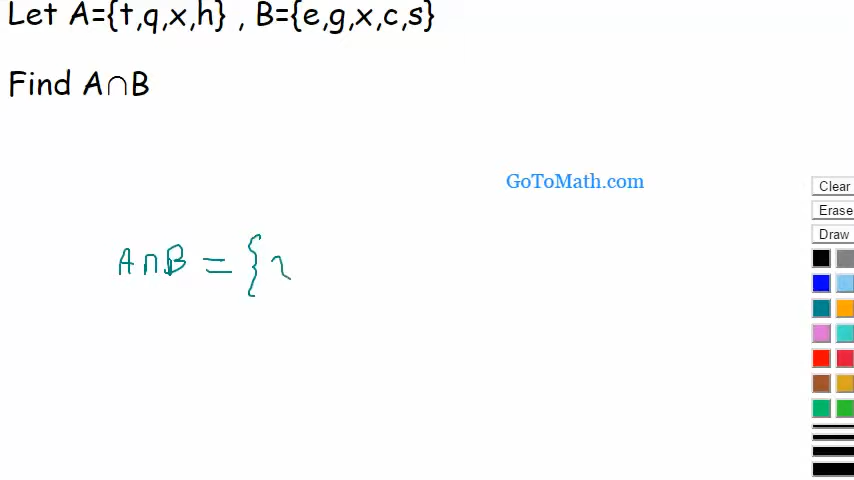 Let A={t,q,x,h} , B={e,g,x,c,s}
Find A∩B
GoToMath.com
Clear
Erase
Draw
A∩B = {